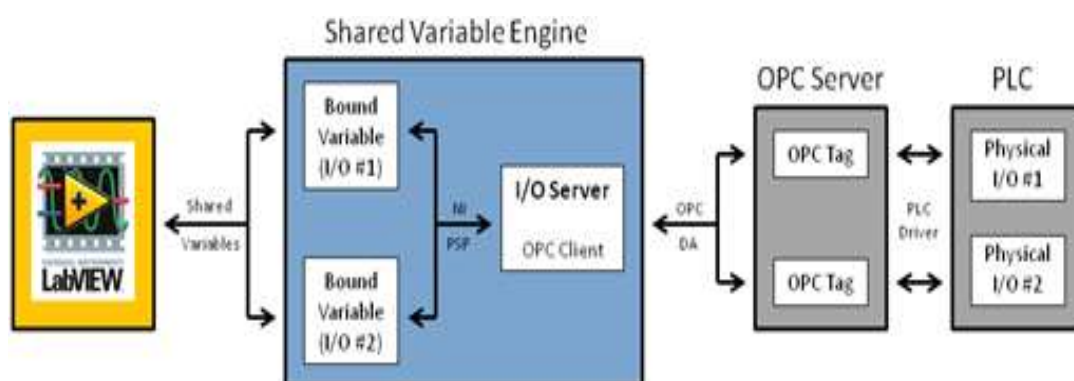 Shared Variable Engine
OPC Server
PLC
Bound
Variable
(I/O #1)
Bound
Variable
(I/O #2)
Shared
Variables
NI
PSP
I/O Server
OPC Client
OPC
DA
OPC Tag
OPC Tag
PLC
Driver
Physical
I/O #1
Physical
I/O #2
LabVIEW